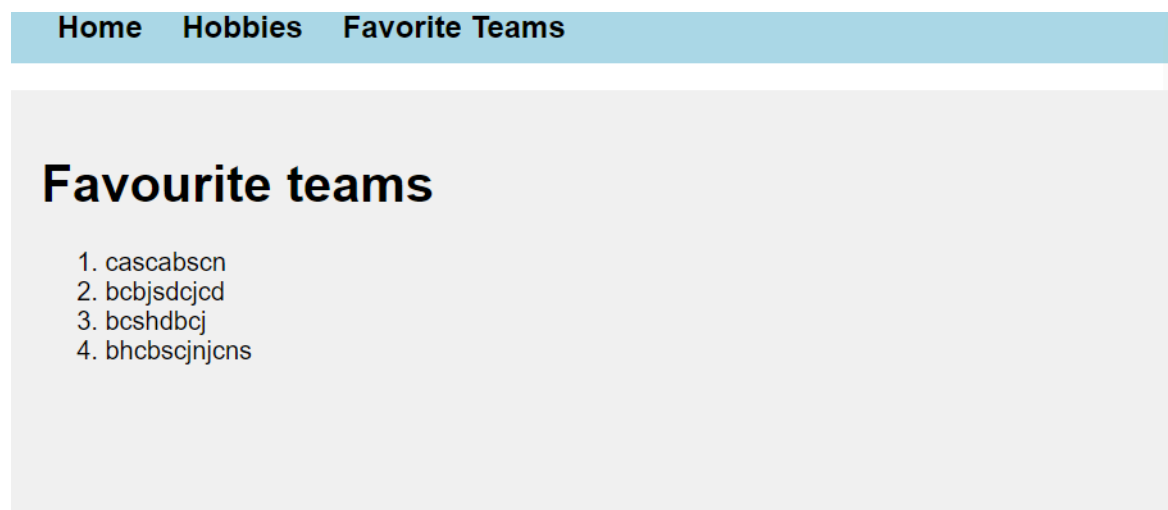 Home Hobbies Favorite Teams
Favourite teams
1. cascabscn
2. bcbjsdcjcd
3. bcshdbcj
4. bhcbscjnjcns